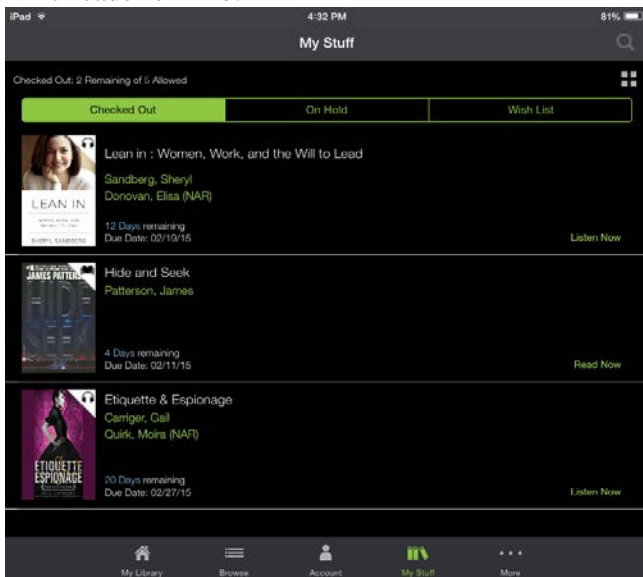 iPad
4:32 PM
81%
My Stuff
Checked Out: 2 Remaining of 5 Allowed
Checked Out
On Hold
Wish List
LEAN IN
SHERYL SANDBERG
Lean in : Women, Work, and the Will to Lead
Sandberg, Sheryl
Donovan, Elisa (NAR)
12 Days remaining
Due Date: 02/19/15
Listen Now
JAMES PATTERSON
HIDE
SEEK
Hide and Seek
Patterson, James
4 Days remaining
Due Date: 02/11/15
Read Now
ETIQUETTE
ESPIONAGE
Etiquette & Espionage
Carriger, Gail
Quirk, Moira (NAR)
20 Days remaining
Due Date: 02/27/15
Listen Now
My Library
Browse
Account
My Stuff
More